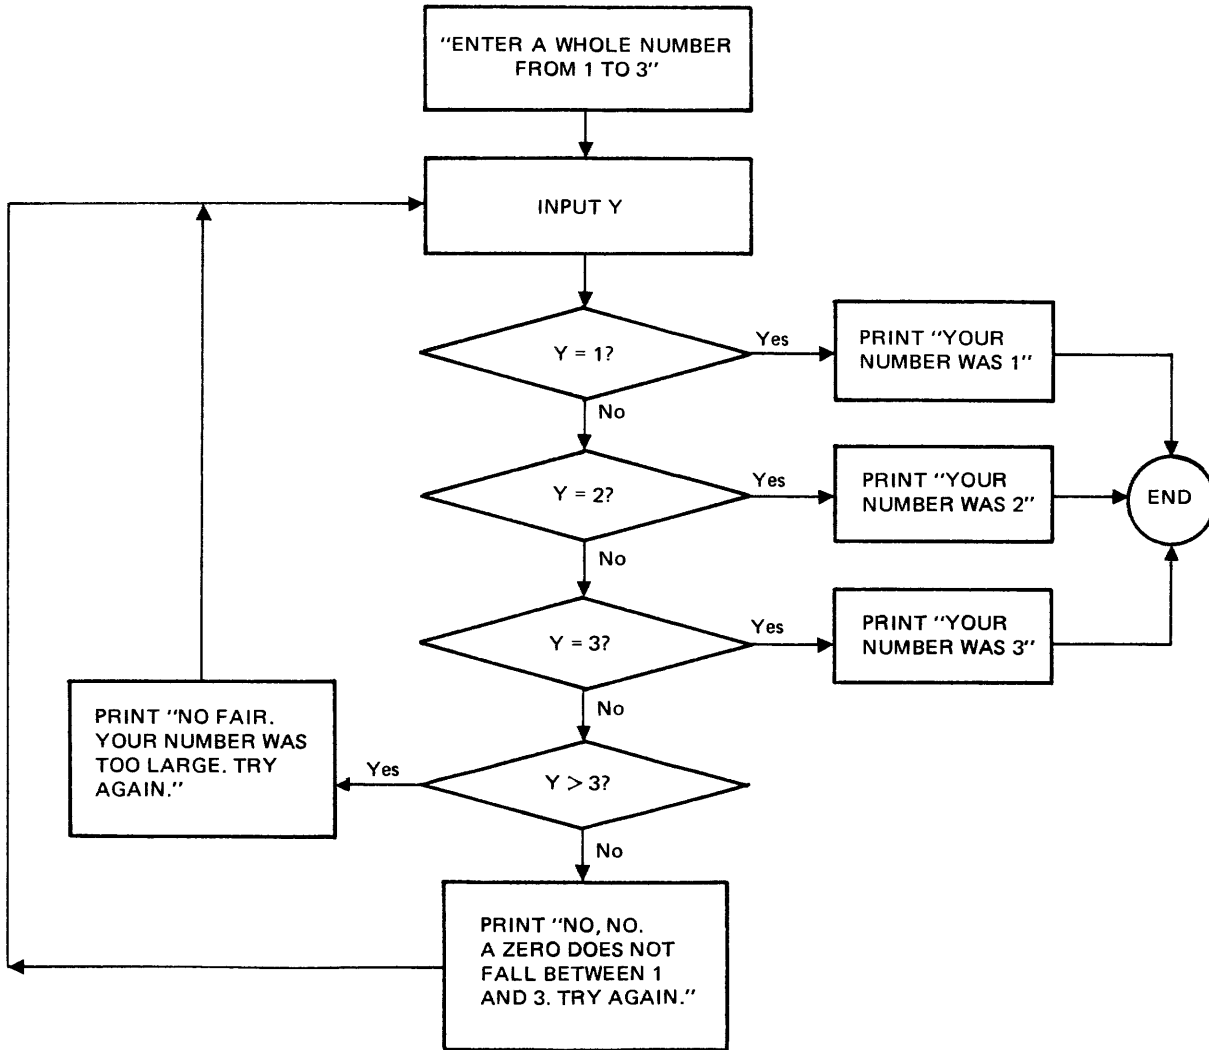 "ENTER A WHOLE NUMBER
FROM 1 TO 3"
INPUT Y
Y = 1?
Yes
PRINT "YOUR
NUMBER WAS 1"
No
Y = 2?
Yes
PRINT "YOUR
NUMBER WAS 2"
END
No
Y = 3?
Yes
PRINT "YOUR
NUMBER WAS 3"
No
Y > 3?
Yes
PRINT "NO FAIR.
YOUR NUMBER WAS
TOO LARGE. TRY
AGAIN."
No
PRINT "NO, NO.
A ZERO DOES NOT
FALL BETWEEN 1
AND 3. TRY AGAIN."